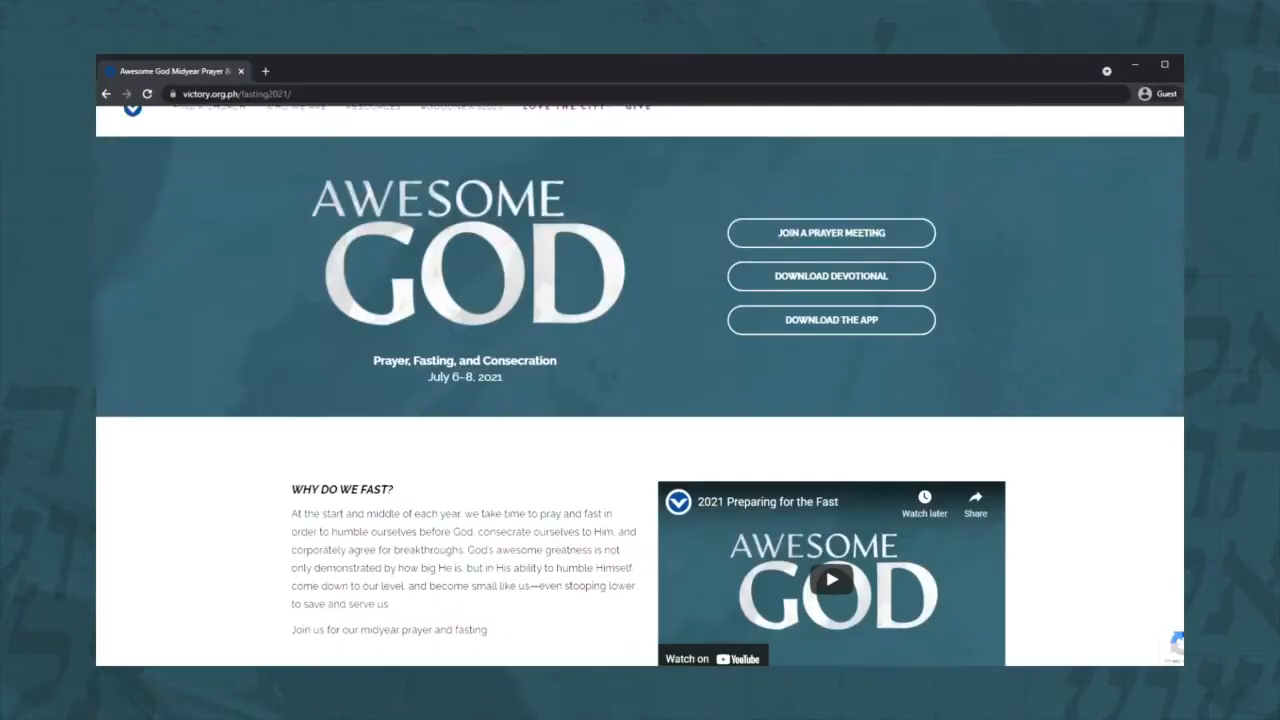 Awesome God Midyear Prayer &
victory.org.ph/fasting2021/
Guest
LOVE THE CITY GIVE
AWESOME
GOD
Prayer, Fasting, and Consecration
July 6-8, 2021
JOIN A PRAYER MEETING
DOWNLOAD DEVOTIONAL
DOWNLOAD THE APP
WHY DO WE FAST?
At the start and middle of each year, we take time to pray and fast in
order to humble ourselves before God, consecrate ourselves to Him, and
corporately agree for breakthroughs. God's awesome greatness is not
only demonstrated by how big He is, but in His ability to humble Himself,
come down to our level, and become small like us—even stooping lower
to save and serve us.
Join us for our midyear prayer and fasting.
2021 Preparing for the Fast
Watch later
Share
AWESOME
GOD
Watch on YouTube